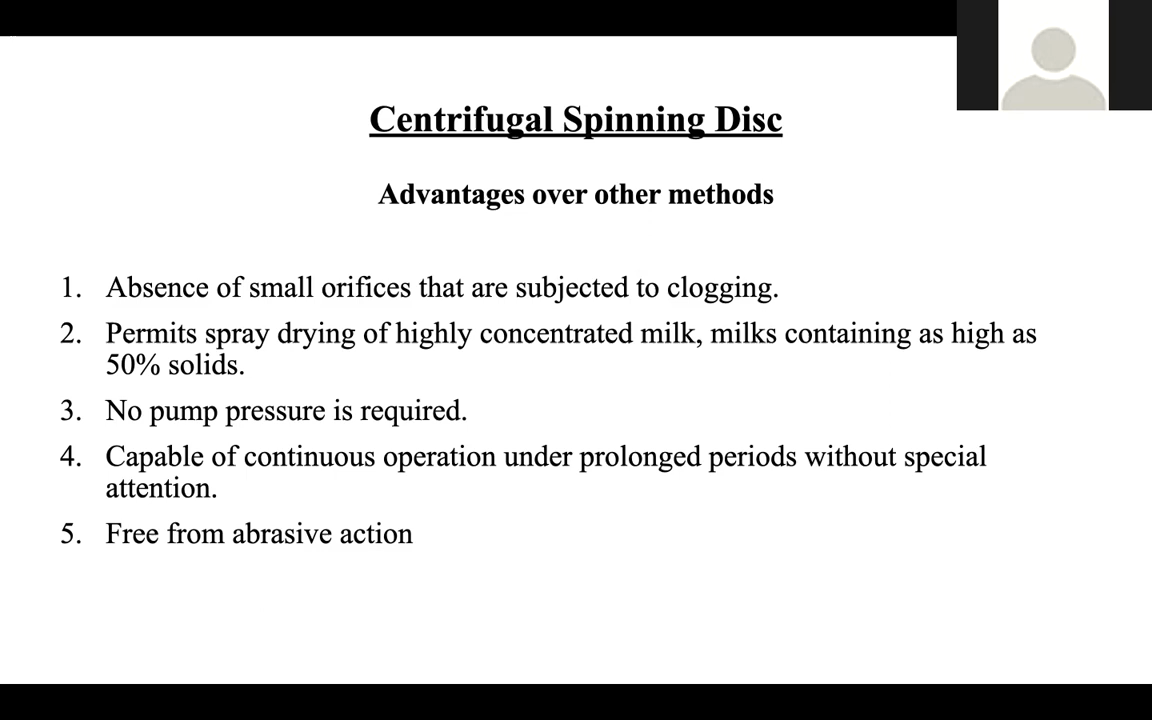 Centrifugal Spinning Disc
Advantages over other methods
1. Absence of small orifices that are subjected to clogging.
2. Permits spray drying of highly concentrated milk, milks containing as high as
50% solids.
3. No pump pressure is required.
4. Capable of continuous operation under prolonged periods without special
attention.
5. Free from abrasive action